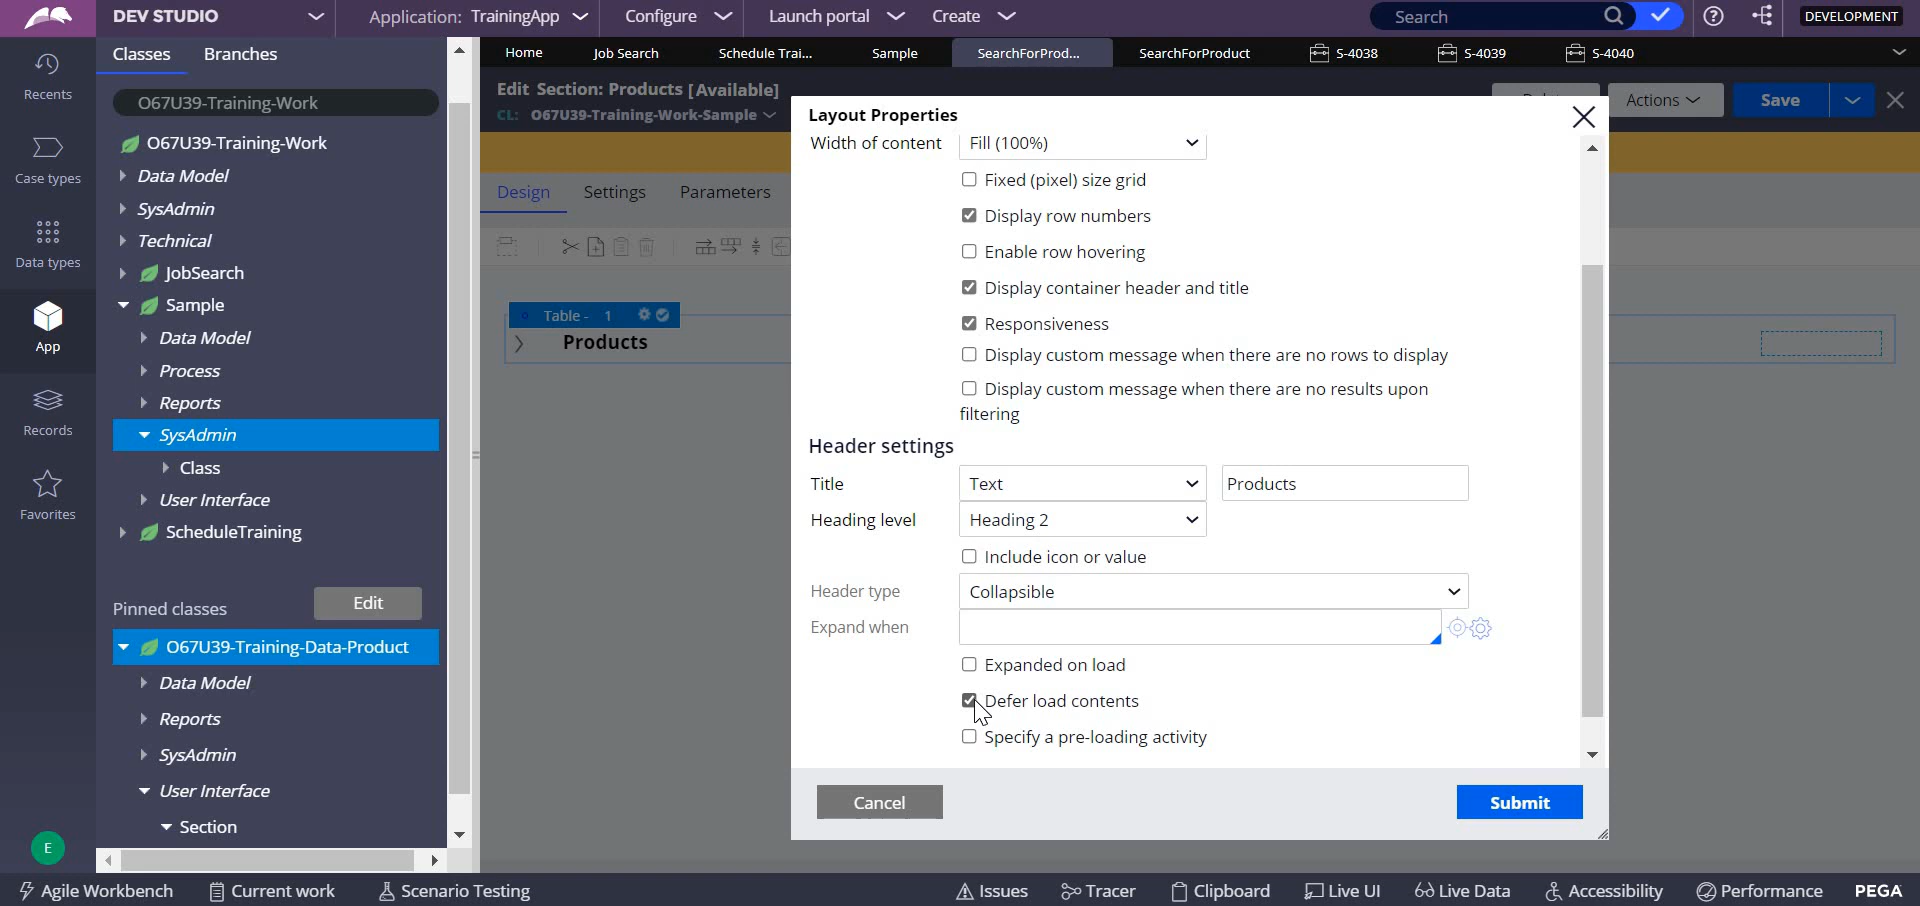 DEV STUDIO
Application: TrainingApp
Configure
Launch portal
Create
Search
DEVELOPMENT
Recents
Case types
Data types
App
Records
Favorites
E
Classes
Branches
O67U39-Training-Work
O67U39-Training-Work
Data Model
SysAdmin
Technical
JobSearch
Sample
Data Model
Process
Reports
SysAdmin
Class
User Interface
ScheduleTraining
Pinned classes
Edit
O67U39-Training-Data-Product
Data Model
Reports
SysAdmin
User Interface
Section
Home
Job Search
Schedule Trai...
Sample
SearchForProd...
SearchForProduct
S-4038
S-4039
S-4040
Edit Section: Products [Available]
CL: O67U39-Training-Work-Sample
Actions
Save
Design
Settings
Parameters
Table - 1
Products
Layout Properties
Width of content
Fill (100%)
Fixed (pixel) size grid
Display row numbers
Enable row hovering
Display container header and title
Responsiveness
Display custom message when there are no rows to display
Display custom message when there are no results upon
filtering
Header settings
Title
Text
Products
Heading level
Heading 2
Include icon or value
Header type
Collapsible
Expand when
Expanded on load
Defer load contents
Specify a pre-loading activity
Cancel
Submit
Agile Workbench
Current work
Scenario Testing
Issues
Tracer
Clipboard
Live UI
Live Data
Accessibility
Performance
PEGA